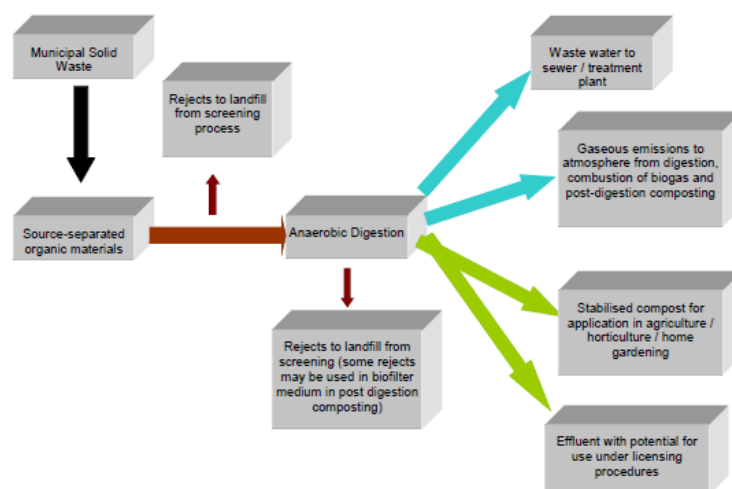 Municipal Solid
Waste
Rejects to landfill
from screening
process
Waste water to
sewer / treatment
plant
Gaseous emissions to
atmosphere from digestion,
combustion of biogas and
post-digestion composting
Source-separated
organic materials
Anaerobic Digestion
Stabilised compost for
application in agriculture /
horticulture / home
gardening
Rejects to landfill from
screening (some rejects
may be used in biofilter
medium in post digestion
composting)
Effluent with potential for
use under licensing
procedures